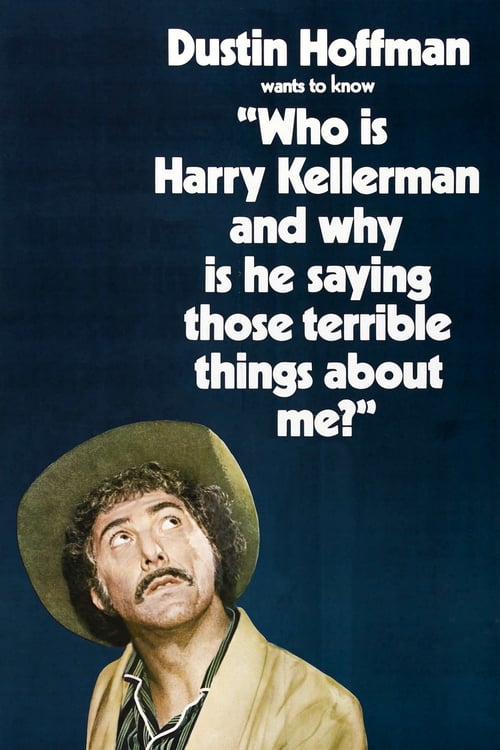 Dustin Hoffman
wants to know
“Who is
Harry Kellerman
and why
is he saying
those terrible
things about
me?”